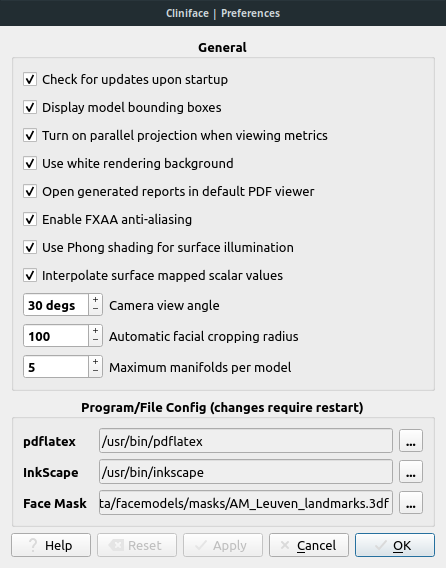 Cliniface | Preferences
General
Check for updates upon startup
Display model bounding boxes
Turn on parallel projection when viewing metrics
Use white rendering background
Open generated reports in default PDF viewer
Enable FXAA anti-aliasing
Use Phong shading for surface illumination
Interpolate surface mapped scalar values
30 degs Camera view angle
100 Automatic facial cropping radius
5 Maximum manifolds per model
Program/File Config (changes require restart)
pdflatex /usr/bin/pdflatex ...
InkScape /usr/bin/inkscape ...
Face Mask ta/facemodels/masks/AM_Leuven_landmarks.3df ...
? Help Reset Apply Cancel OK